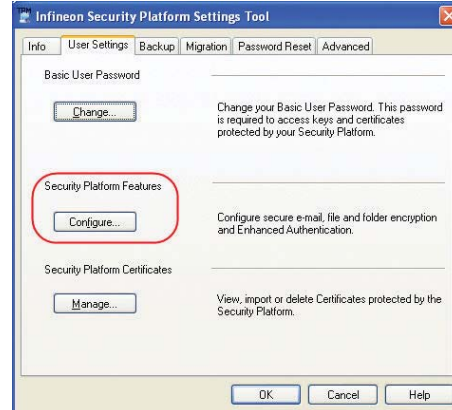 TPM Infineon Security Platform Settings Tool
Info User Settings Backup Migration Password Reset Advanced
Basic User Password
Change...
Change your Basic User Password. This password
is required to access keys and certificates
protected by your Security Platform.
Security Platform Features
Configure...
Configure secure e-mail, file and folder encryption
and Enhanced Authentication.
Security Platform Certificates
Manage...
View, import or delete Certificates protected by the
Security Platform.
OK Cancel Help